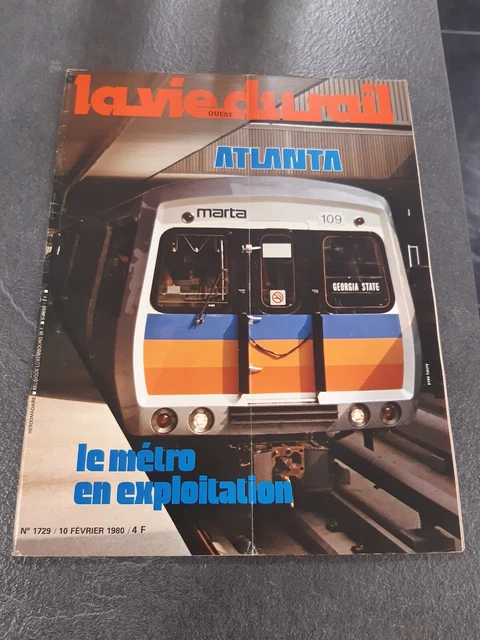 la vie du rail
OUEST
ATLANTA
marta
109
GEORGIA STATE
le métro
en exploitation
N° 1729 / 10 FÉVRIER 1980 / 4 F
HEBDOMADAIRE